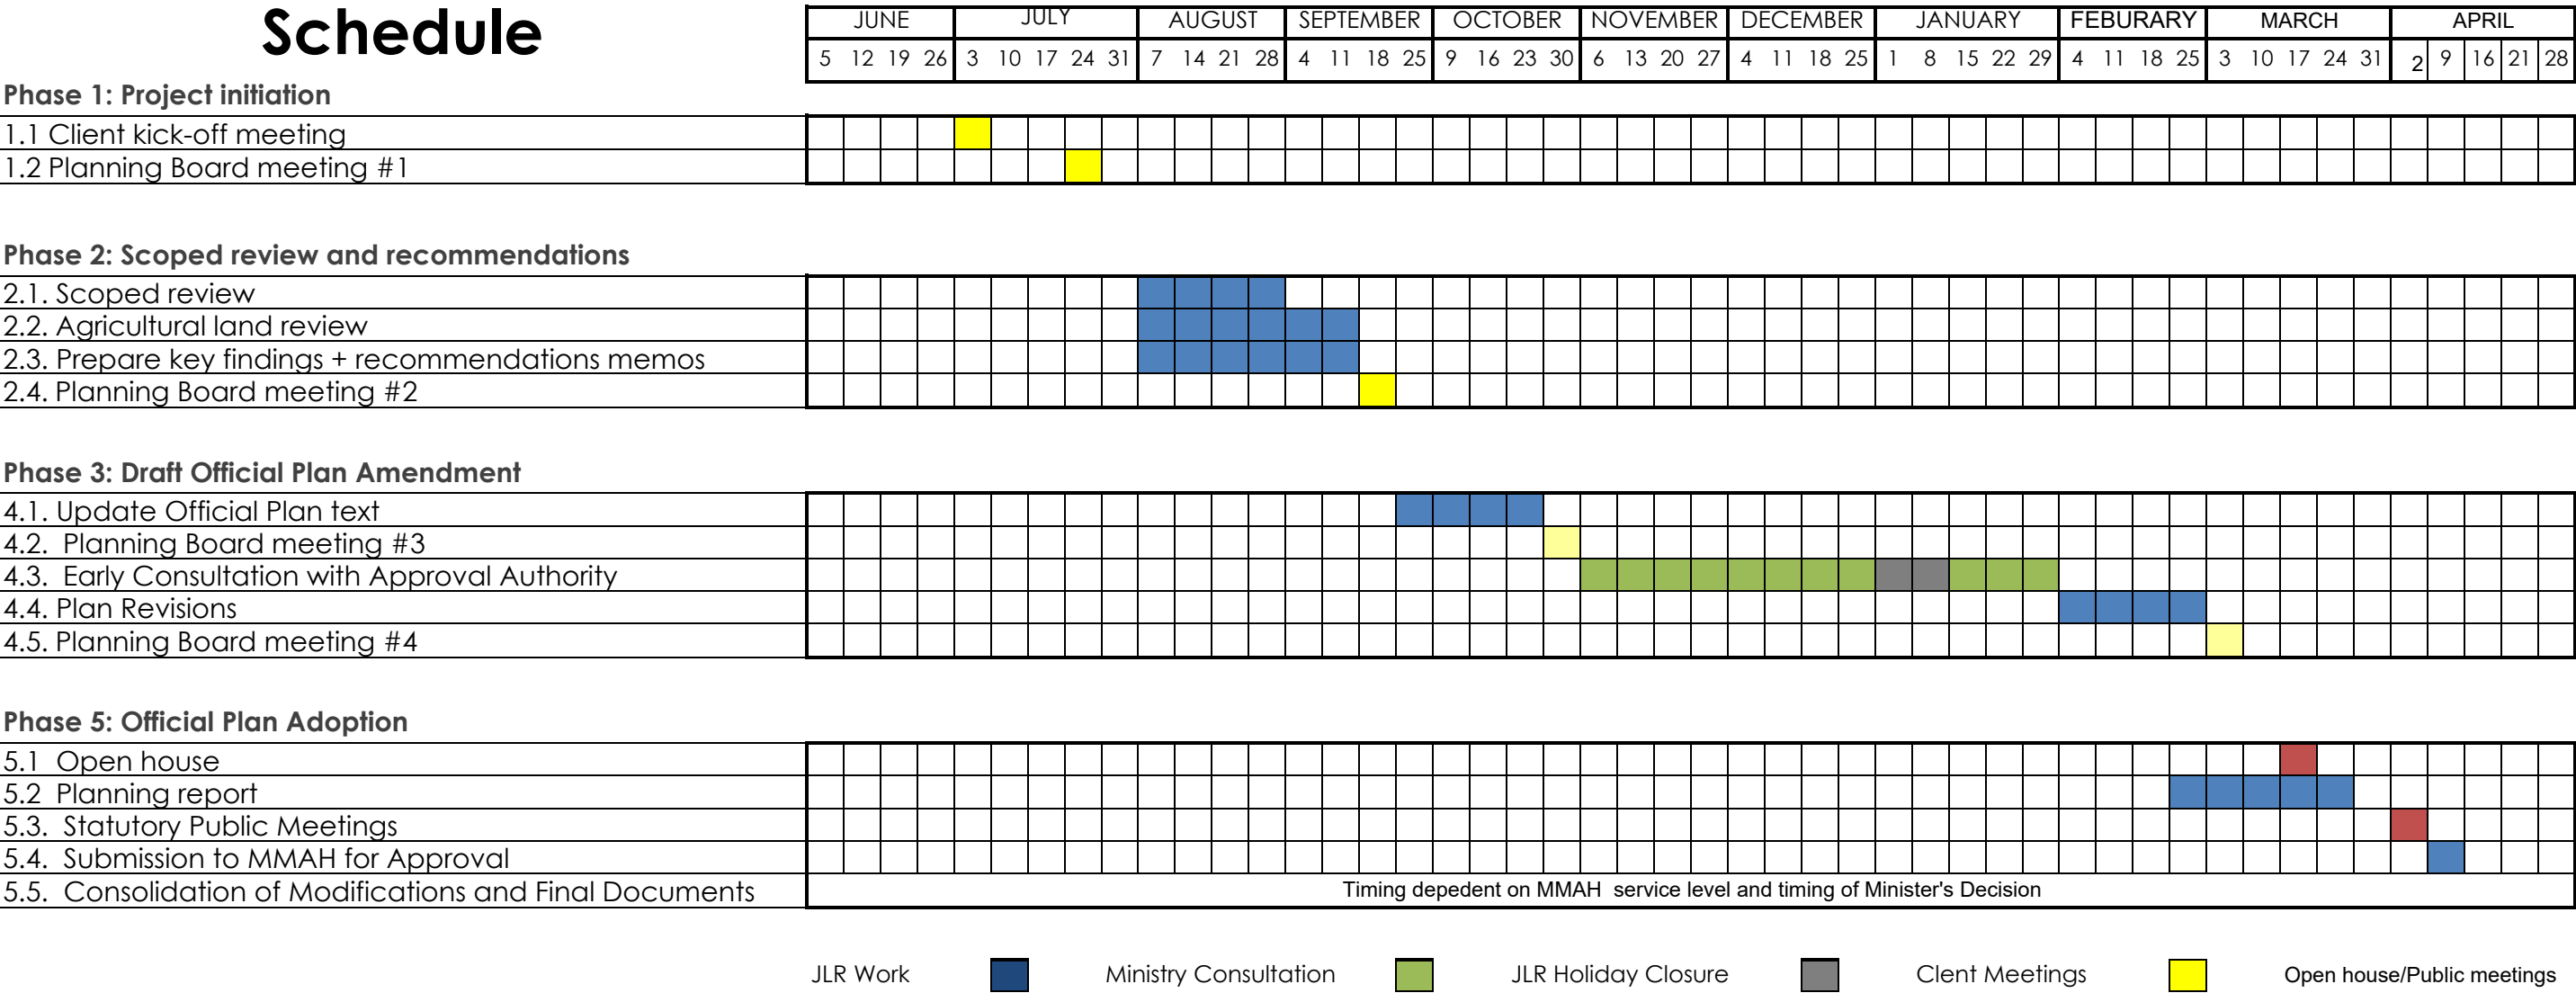 Schedule
JUNE JULY AUGUST SEPTEMBER OCTOBER NOVEMBER DECEMBER JANUARY FEBURARY MARCH APRIL
5 12 19 26 3 10 17 24 31 7 14 21 28 4 11 18 25 9 16 23 30 6 13 20 27 4 11 18 25 1 8 15 22 29 4 11 18 25 3 10 17 24 31 2 9 16 21 28
Phase 1: Project initiation
1.1 Client kick-off meeting
1.2 Planning Board meeting #1
Phase 2: Scoped review and recommendations
2.1. Scoped review
2.2. Agricultural land review
2.3. Prepare key findings + recommendations memos
2.4. Planning Board meeting #2
Phase 3: Draft Official Plan Amendment
4.1. Update Official Plan text
4.2. Planning Board meeting #3
4.3. Early Consultation with Approval Authority
4.4. Plan Revisions
4.5. Planning Board meeting #4
Phase 5: Official Plan Adoption
5.1 Open house
5.2 Planning report
5.3. Statutory Public Meetings
5.4. Submission to MMAH for Approval
5.5. Consolidation of Modifications and Final Documents Timing depedent on MMAH service level and timing of Minister's Decision
JLR Work Ministry Consultation JLR Holiday Closure Clent Meetings Open house/Public meetings